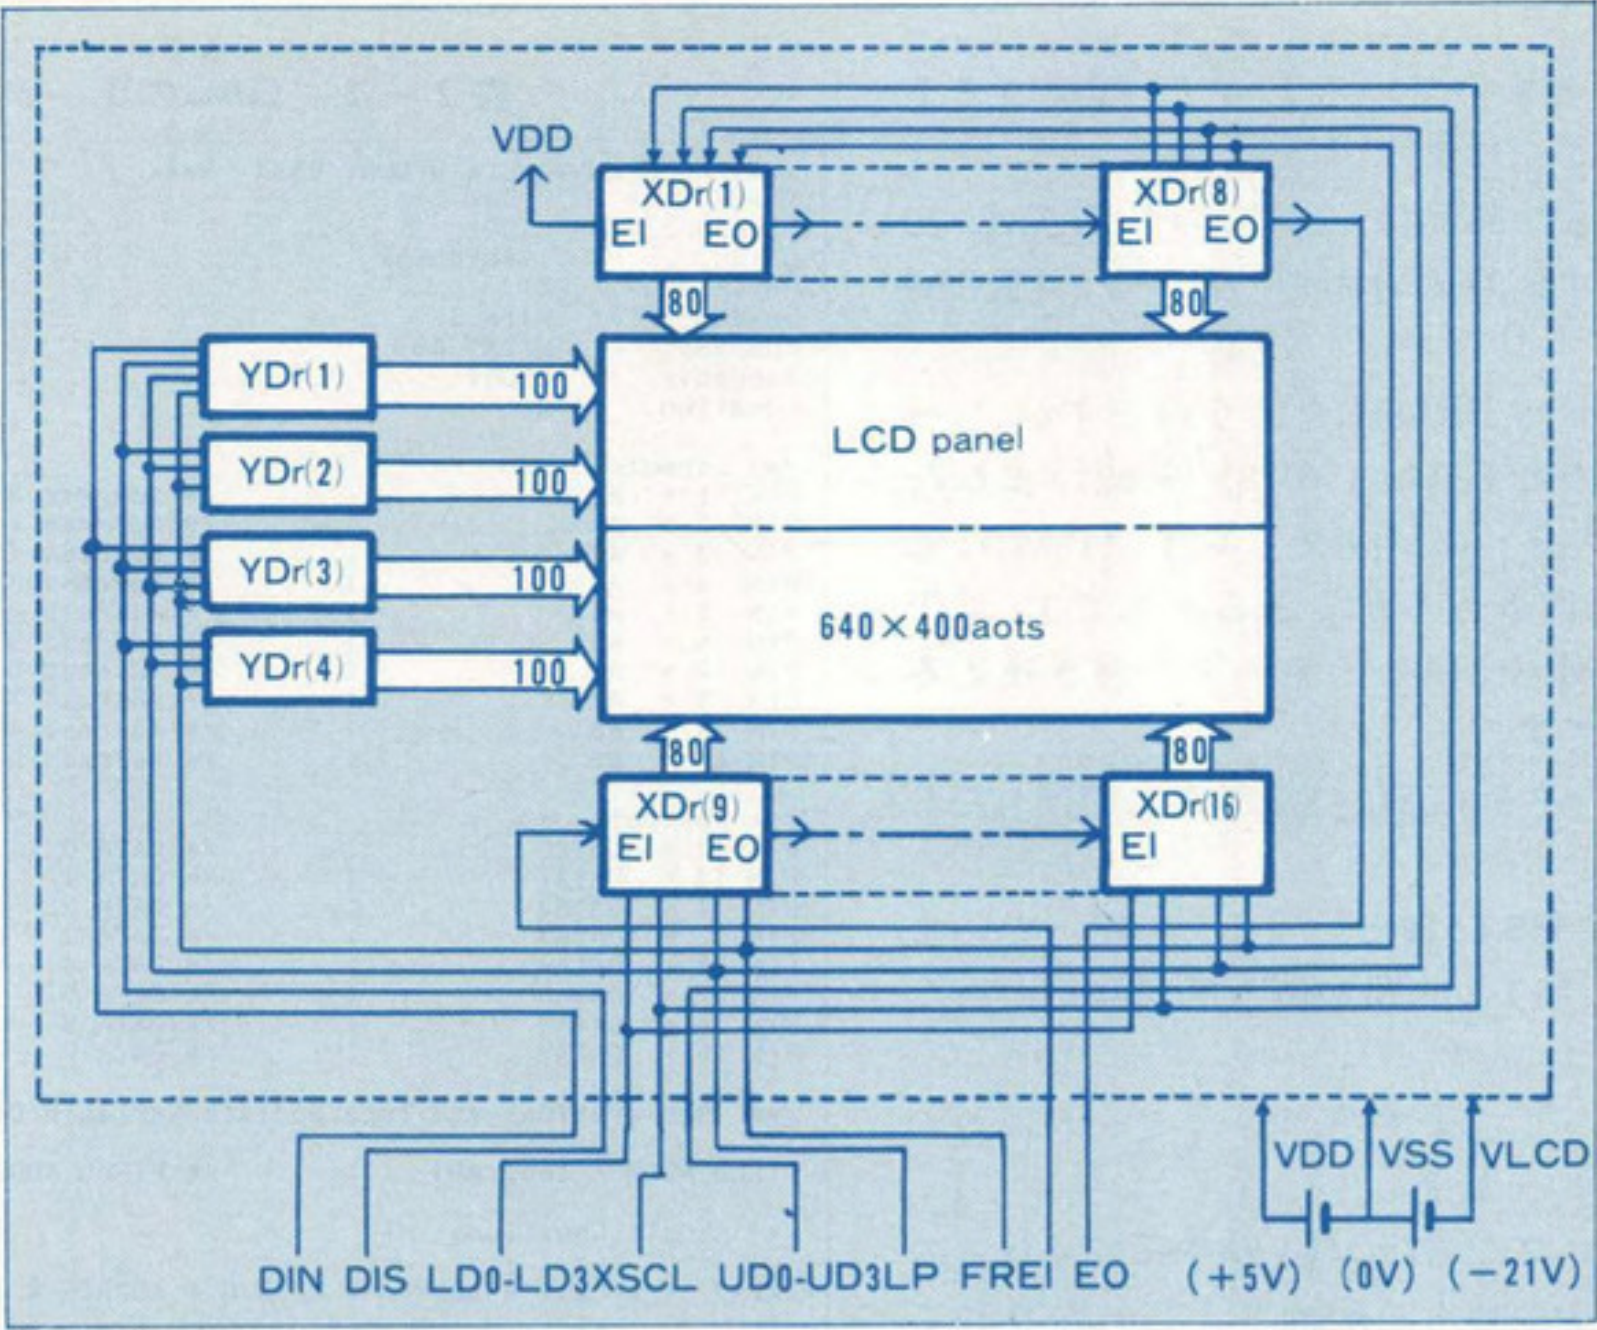 VDD
XDr(1)
EI EO
XDr(8)
EI EO
80
80
YDr(1)
100
YDr(2)
100
YDr(3)
100
YDr(4)
100
LCD panel
640×400aots
80
80
XDr(9)
EI EO
XDr(16)
EI
VDD VSS VLCD
DIN DIS LD0-LD3XSCL UD0-UD3LP FREI EO (+5V) (0V) (−21V)